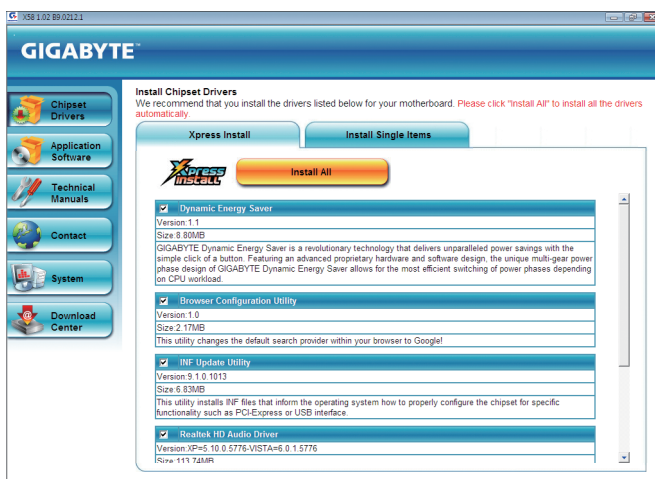 X58 1.02 B9.0212.1
GIGABYTE™
Chipset
Drivers
Application
Software
Technical
Manuals
Contact
System
Download
Center
Install Chipset Drivers
We recommend that you install the drivers listed below for your motherboard. Please click "Install All" to install all the drivers
automatically.
Xpress Install
Install Single Items
Xpress
Install
Install All
Dynamic Energy Saver
Version:1.1
Size:8.80MB
GIGABYTE Dynamic Energy Saver is a revolutionary technology that delivers unparalleled power savings with the
simple click of a button. Featuring an advanced proprietary hardware and software design, the unique multi-gear power
phase design of GIGABYTE Dynamic Energy Saver allows for the most efficient switching of power phases depending
on CPU workload.
Browser Configuration Utility
Version:1.0
Size:2.17MB
This utility changes the default search provider within your browser to Google!
INF Update Utility
Version:9.1.0.1013
Size:6.83MB
This utility installs INF files that inform the operating system how to properly configure the chipset for specific
functionality such as PCI-Express or USB interface.
Realtek HD Audio Driver
Version:XP=5.10.0.5776-VISTA=6.0.1.5776
Size:113.74MB